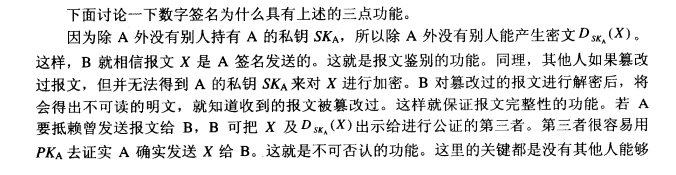 下面讨论一下数字签名为什么具有上述的三点功能。
因为除 A 外没有别人持有 A 的私钥 SKA，所以除 A 外没有别人能产生密文 DSKA(X)。
这样，B 就相信报文 X 是 A 签名发送的。这就是报文鉴别的功能。同理，其他人如果篡改
过报文，但并无法得到 A 的私钥 SKA 来对 X 进行加密。B 对篡改过的报文进行解密后，将
会得出不可读的明文，就知道收到的报文被篡改过。这样就保证报文完整性的功能。若 A
要抵赖曾发送报文给 B，B 可把 X 及 DSKA(X)出示给进行公证的第三者。第三者很容易用
PKA 去证实 A 确实发送 X 给 B。这就是不可否认的功能。这里的关键都是没有其他人能够